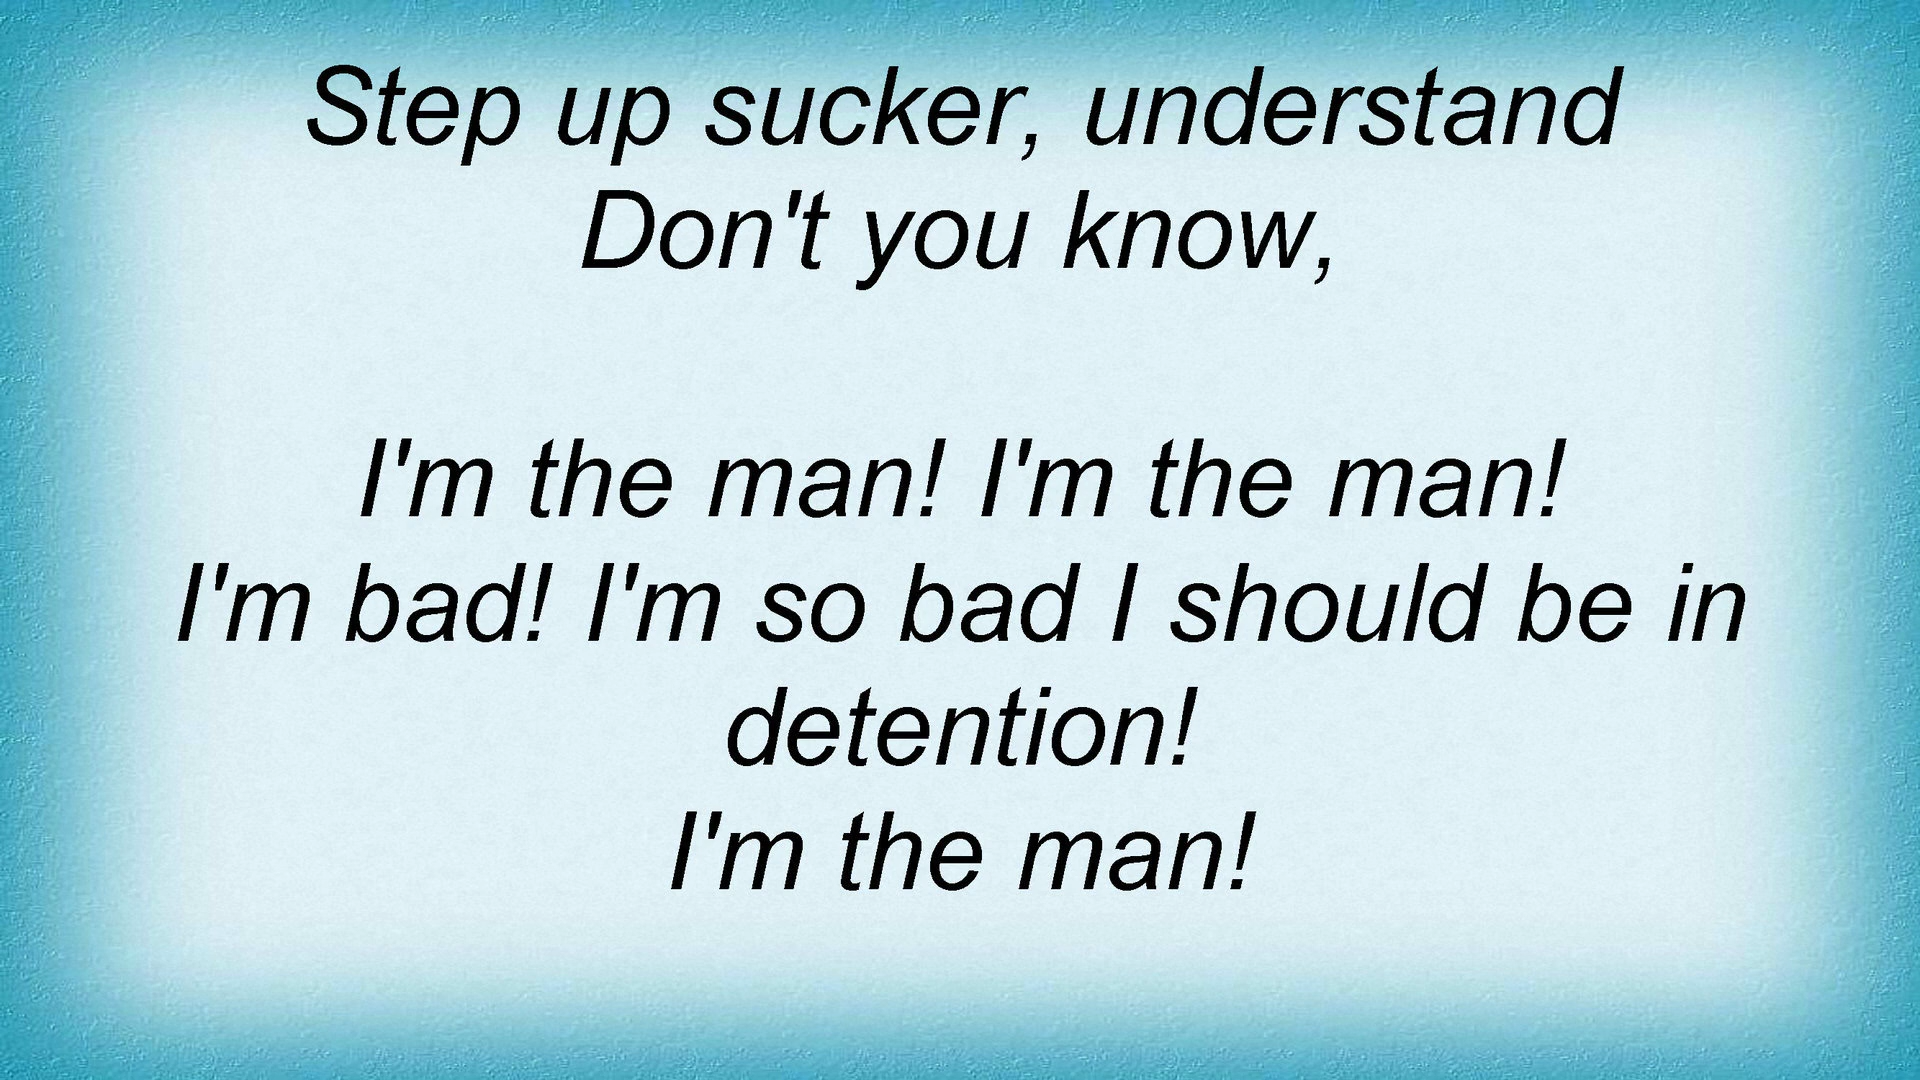 Step up sucker, understand
Don't you know,
I'm the man! I'm the man!
I'm bad! I'm so bad I should be in
detention!
I'm the man!